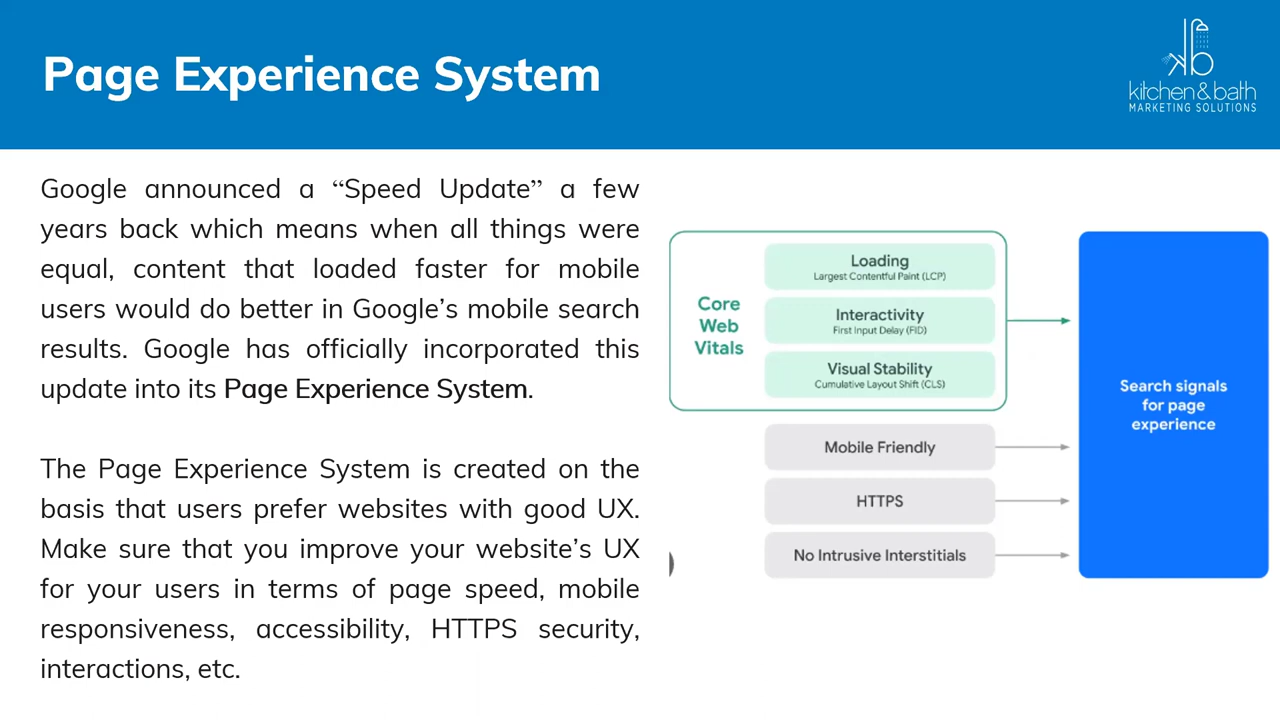 Page Experience System
kitchen & bath
MARKETING SOLUTIONS
Google announced a “Speed Update” a few
years back which means when all things were
equal, content that loaded faster for mobile
users would do better in Google’s mobile search
results. Google has officially incorporated this
update into its Page Experience System.
The Page Experience System is created on the
basis that users prefer websites with good UX.
Make sure that you improve your website’s UX
for your users in terms of page speed, mobile
responsiveness, accessibility, HTTPS security,
interactions, etc.
Core
Web
Vitals
Loading
Largest Contentful Paint (LCP)
Interactivity
First Input Delay (FID)
Visual Stability
Cumulative Layout Shift (CLS)
Mobile Friendly
HTTPS
No Intrusive Interstitials
Search signals
for page
experience